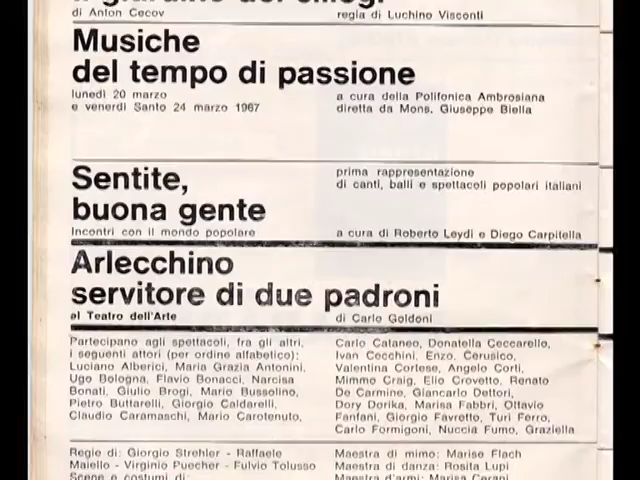 di Anton Cecov
regia di Luchino Visconti
Musiche
del tempo di passione
lunedì 20 marzo
e venerdì Santo 24 marzo 1967
a cura della Polifonica Ambrosiana
diretta da Mons. Giuseppe Biella
Sentite,
buona gente
Incontri con il mondo popolare
prima rappresentazione
di canti, balli e spettacoli popolari italiani
a cura di Roberto Leydi e Diego Carpitella
Arlecchino
servitore di due padroni
al Teatro dell'Arte
di Carlo Goldoni
Partecipano agli spettacoli, fra gli altri,
i seguenti attori (per ordine alfabetico):
Luciano Alberici, Maria Grazia Antonini,
Ugo Bologna, Flavio Bonacci, Narcisa
Bonati, Giulio Brogi, Mario Bussolino,
Pietro Buttarelli, Giorgio Caldarelli,
Claudio Caramaschi, Mario Carotenuto,
Carlo Cataneo, Donatella Ceccarello,
Ivan Cecchini, Enzo, Cerusico,
Valentina Cortese, Angelo Corti,
Mimmo Craig, Elio Crovetto, Renato
De Carmine, Giancarlo Dettori,
Dory Dorika, Marisa Fabbri, Ottavio
Fanfani, Giorgio Favretto, Turi Ferro,
Carlo Formigoni, Nuccia Fumo, Graziella
Regie di: Giorgio Strehler - Raffaele
Maiello - Virginio Puecher - Fulvio Tolusso
Scene e costumi di:
Maestra di mimo: Marise Flach
Maestra di danza: Rosita Lupi